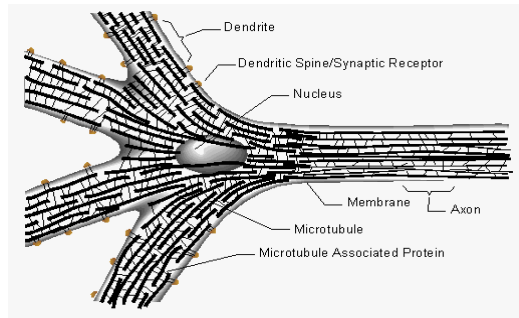 Dendrite
Dendritic Spine/Synaptic Receptor
Nucleus
Membrane
Axon
Microtubule
Microtubule Associated Protein